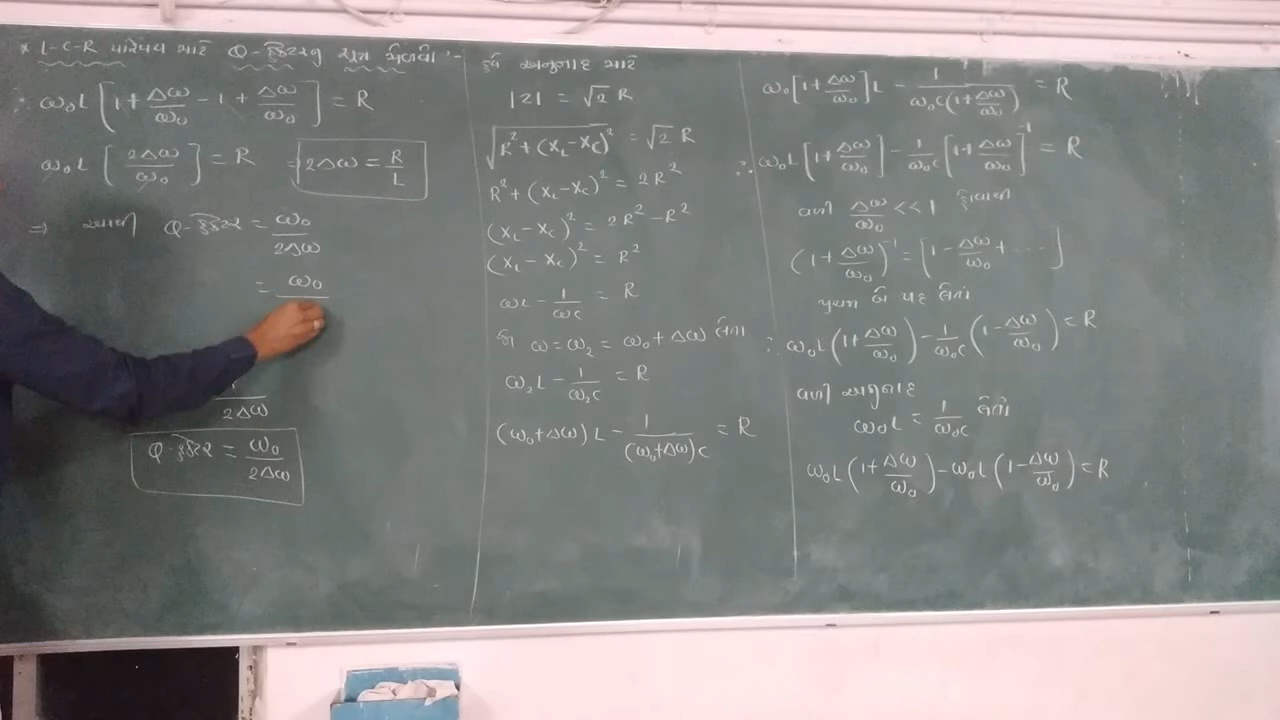 * L-C-R પરિપથ માટે Q-ફેક્ટરનું સૂત્ર મેળવવો :-
∴ ω₀L [1 + Δω/ω₀ - 1 + Δω/ω₀] = R
ω₀L [2Δω/ω₀] = R = 2Δω = R/L
⇒ આથી Q-ફેક્ટર = ω₀/2Δω
= ω₀
2Δω
Q-ફેક્ટર = ω₀/2Δω
હવે અનુનાદ માટે
|Z| = √2 R
√(R² + (X_L - X_C)²) = √2 R
R² + (X_L - X_C)² = 2R²
(X_L - X_C)² = 2R² - R²
(X_L - X_C)² = R²
ωL - 1/ωC = R
ω = ω₂ = ω₀ + Δω લેતા
ω₂L - 1/ω₂C = R
(ω₀ + Δω)L - 1/(ω₀ + Δω)C = R
ω₀[1 + Δω/ω₀]L - 1/ω₀C(1 + Δω/ω₀) = R
∴ ω₀L[1 + Δω/ω₀] - 1/ω₀C [1 + Δω/ω₀]⁻¹ = R
વળી Δω/ω₀ << 1 હોવાથી
(1 + Δω/ω₀)⁻¹ = [1 - Δω/ω₀ + ....]
પ્રથમ બે પદ લેતાં
∴ ω₀L(1 + Δω/ω₀) - 1/ω₀C (1 - Δω/ω₀) = R
વળી અનુનાદ
ω₀L = 1/ω₀C લેતાં
ω₀L(1 + Δω/ω₀) - ω₀L(1 - Δω/ω₀) = R